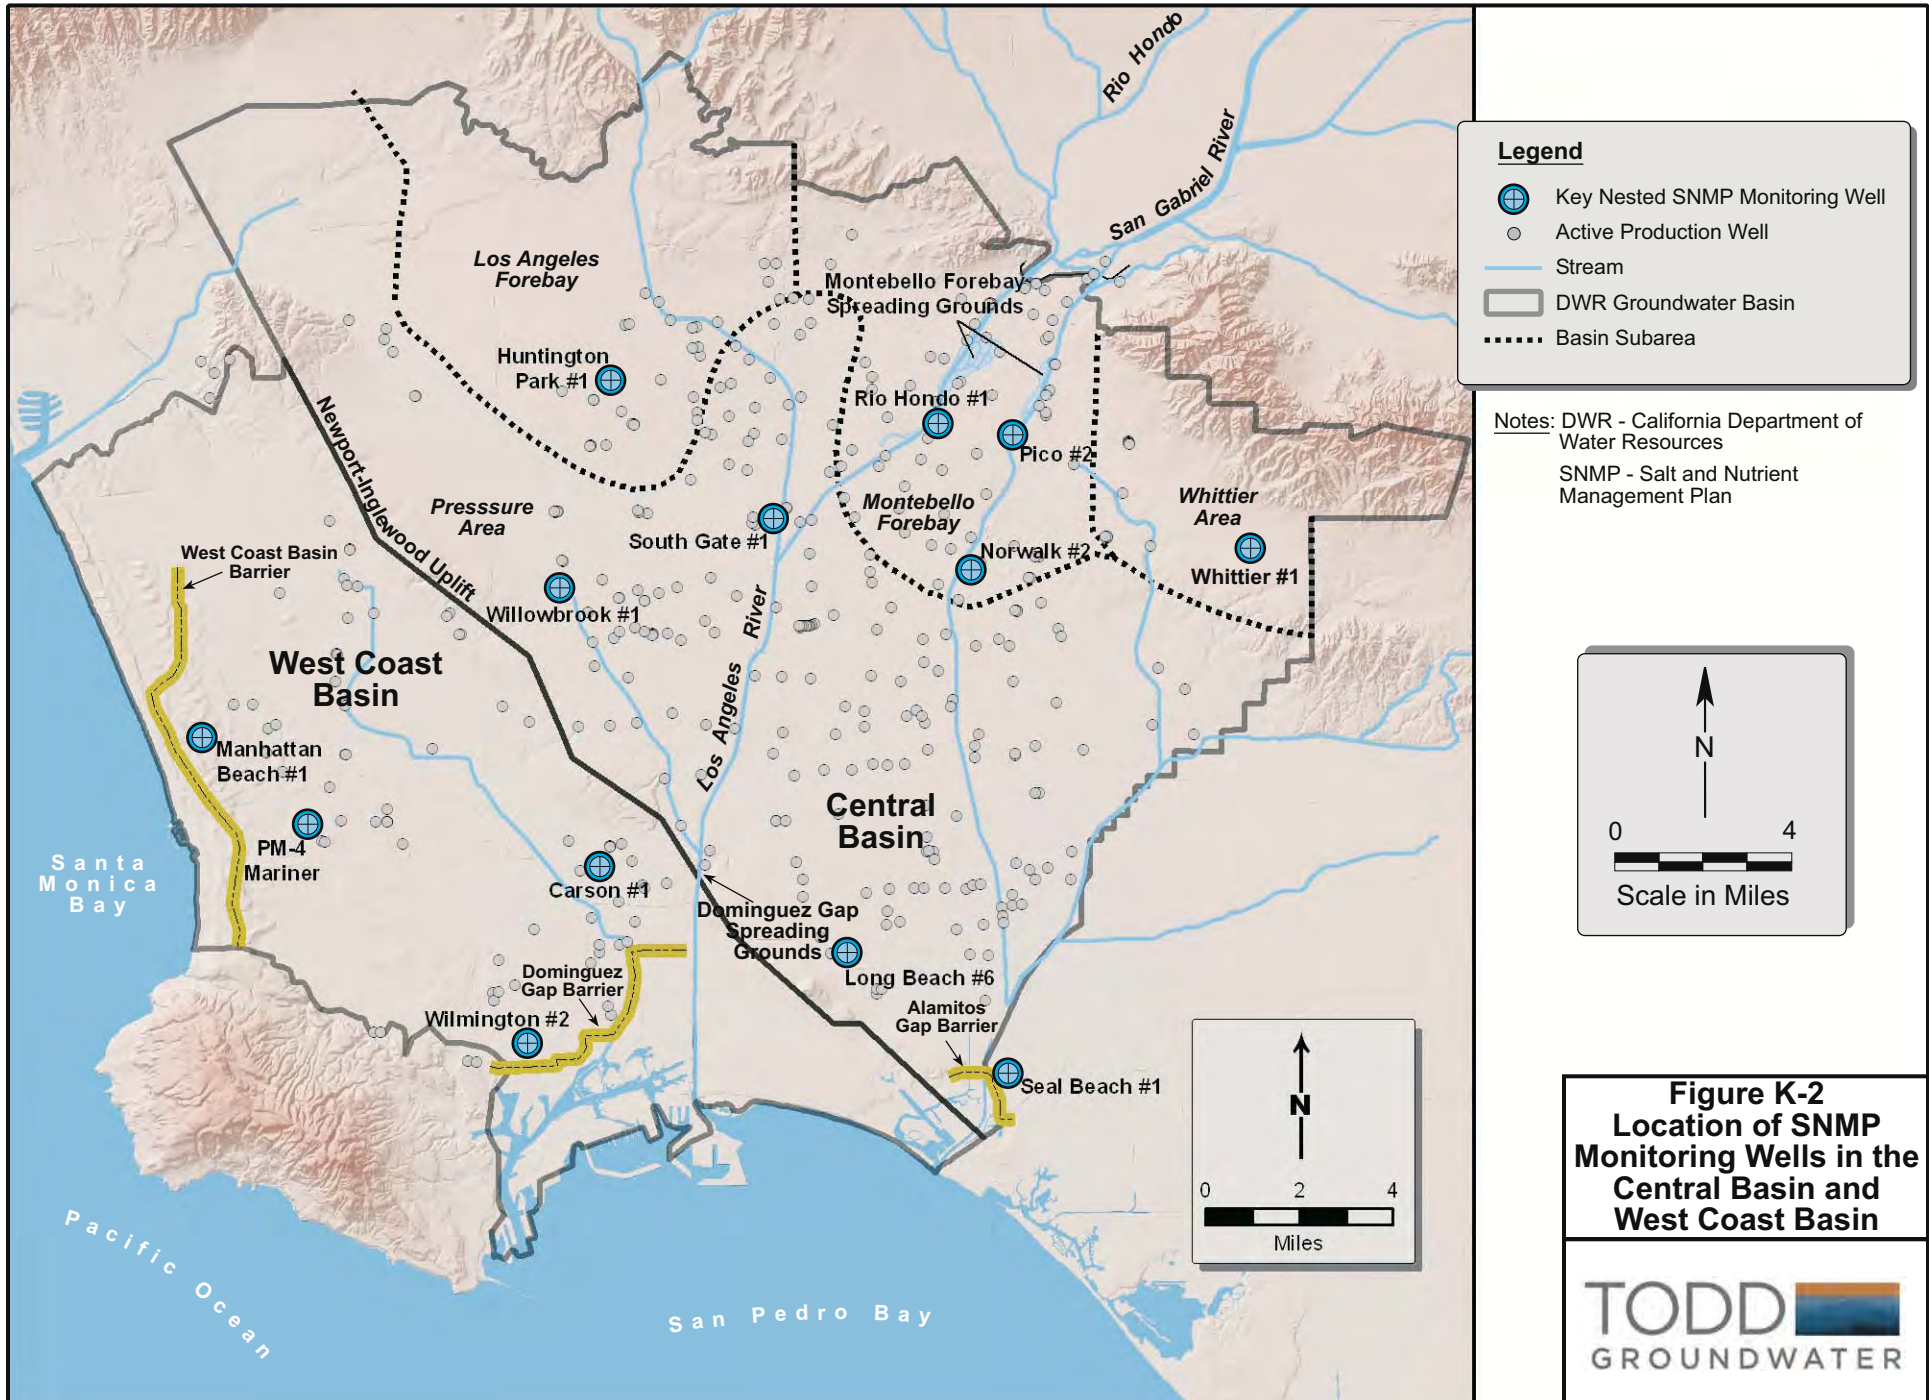 Rio Hondo
San Gabriel River
Los Angeles
Forebay
Montebello Forebay
Spreading Grounds
Huntington
Park #1
Rio Hondo #1
Pico #2
Newport-Inglewood Uplift
Presssure
Area
Montebello
Forebay
Whittier
Area
South Gate #1
Norwalk #2
Whittier #1
West Coast Basin
Barrier
Willowbrook #1
Los Angeles River
West Coast
Basin
Manhattan
Beach #1
Central
Basin
PM-4
Mariner
Santa
Monica
Bay
Carson #1
Dominguez Gap
Spreading
Grounds
Long Beach #6
Dominguez
Gap Barrier
Alamitos
Gap Barrier
Wilmington #2
Seal Beach #1
Pacific Ocean
San Pedro Bay
N
0 2 4
Miles
Legend
Key Nested SNMP Monitoring Well
Active Production Well
Stream
DWR Groundwater Basin
Basin Subarea
Notes: DWR - California Department of
Water Resources
SNMP - Salt and Nutrient
Management Plan
N
0 4
Scale in Miles
Figure K-2
Location of SNMP
Monitoring Wells in the
Central Basin and
West Coast Basin
TODD
GROUNDWATER